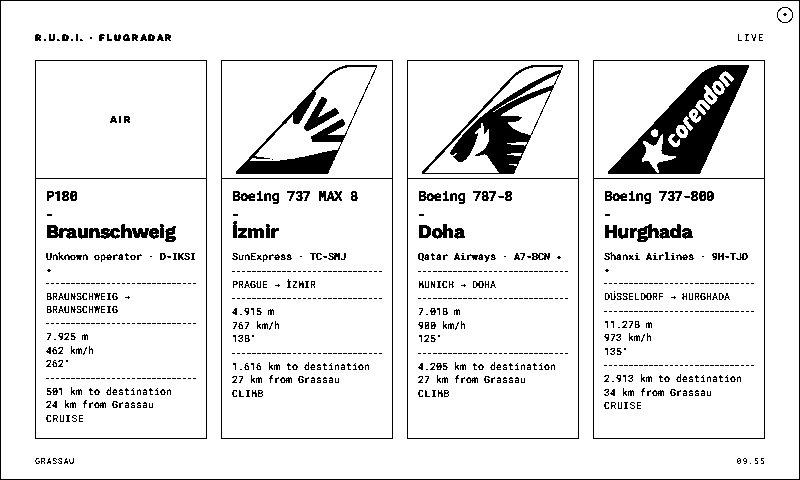 R.U.D.I. · FLUGRADAR
LIVE
AIR
P180
–
Braunschweig
Unknown operator · D-IKSI
BRAUNSCHWEIG →
BRAUNSCHWEIG
7.925 m
462 km/h
262°
501 km to destination
24 km from Grassau
CRUISE
Boeing 737 MAX 8
–
İzmir
SunExpress · TC-SMJ
PRAGUE → İZMIR
4.915 m
767 km/h
138°
1.616 km to destination
27 km from Grassau
CLIMB
Boeing 787-8
–
Doha
Qatar Airways · A7-BCN
MUNICH → DOHA
7.018 m
900 km/h
125°
4.205 km to destination
27 km from Grassau
CLIMB
corendon
Boeing 737-800
–
Hurghada
Shanxi Airlines · 9H-TJD
DÜSSELDORF → HURGHADA
11.278 m
973 km/h
135°
2.913 km to destination
34 km from Grassau
CRUISE
GRASSAU
09.55